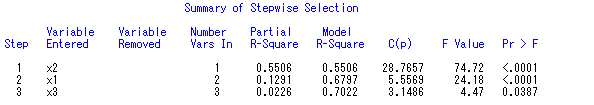 Summary of Stepwise Selection
Variable Variable Number Partial Model
Step Entered Removed Vars In R-Square R-Square C(p) F Value Pr > F
1 x2 1 0.5506 0.5506 28.7657 74.72 <.0001
2 x1 2 0.1291 0.6797 5.5569 24.18 <.0001
3 x3 3 0.0226 0.7022 3.1486 4.47 0.0387